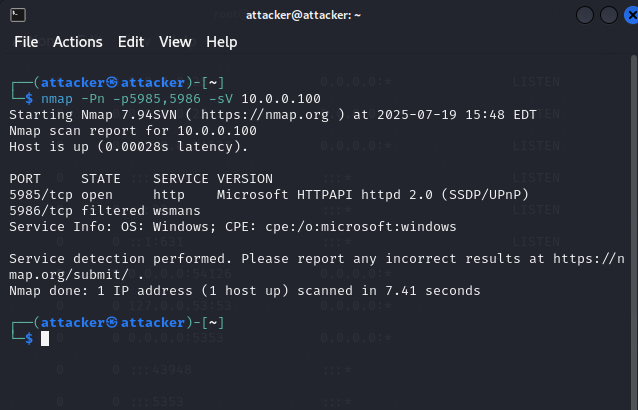 attacker@attacker: ~
File Actions Edit View Help
┌──(attacker㉿attacker)-[~]
└─$ nmap -Pn -p5985,5986 -sV 10.0.0.100
Starting Nmap 7.94SVN ( https://nmap.org ) at 2025-07-19 15:48 EDT
Nmap scan report for 10.0.0.100
Host is up (0.00028s latency).
PORT     STATE    SERVICE VERSION
5985/tcp open     http    Microsoft HTTPAPI httpd 2.0 (SSDP/UPnP)
5986/tcp filtered wsmans
Service Info: OS: Windows; CPE: cpe:/o:microsoft:windows
Service detection performed. Please report any incorrect results at https://n
map.org/submit/ .
Nmap done: 1 IP address (1 host up) scanned in 7.41 seconds
┌──(attacker㉿attacker)-[~]
└─$